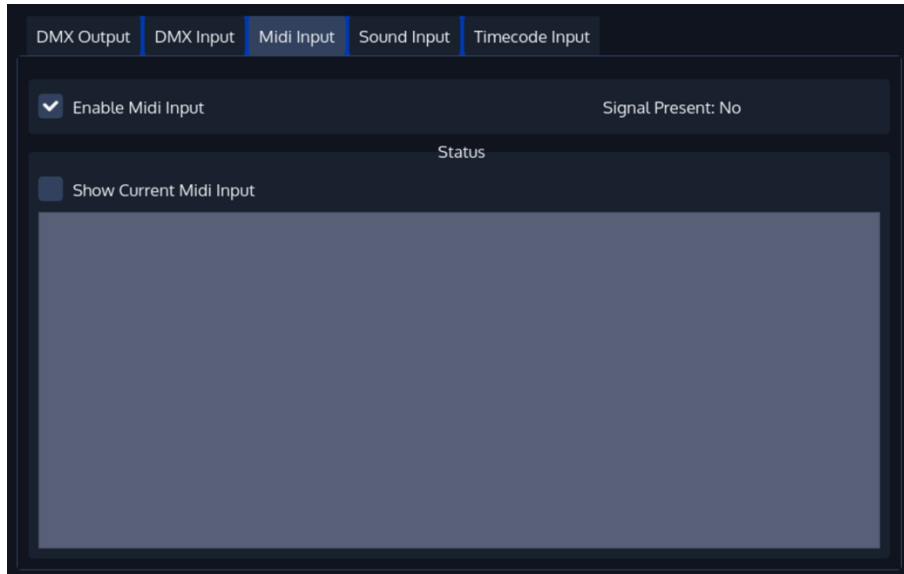 DMX Output DMX Input Midi Input Sound Input Timecode Input
Enable Midi Input Signal Present: No
Status
Show Current Midi Input